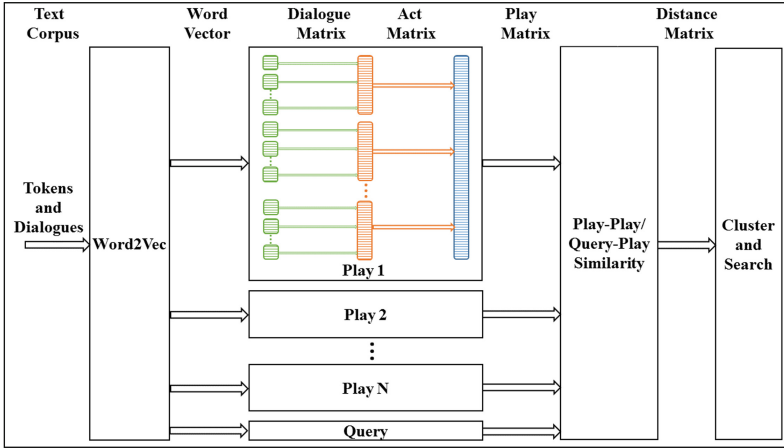 Text
Corpus
Word
Vector
Dialogue
Matrix
Act
Matrix
Play
Matrix
Distance
Matrix
Tokens
and
Dialogues
Word2Vec
Play 1
Play 2
Play N
Query
Play-Play/
Query-Play
Similarity
Cluster
and
Search